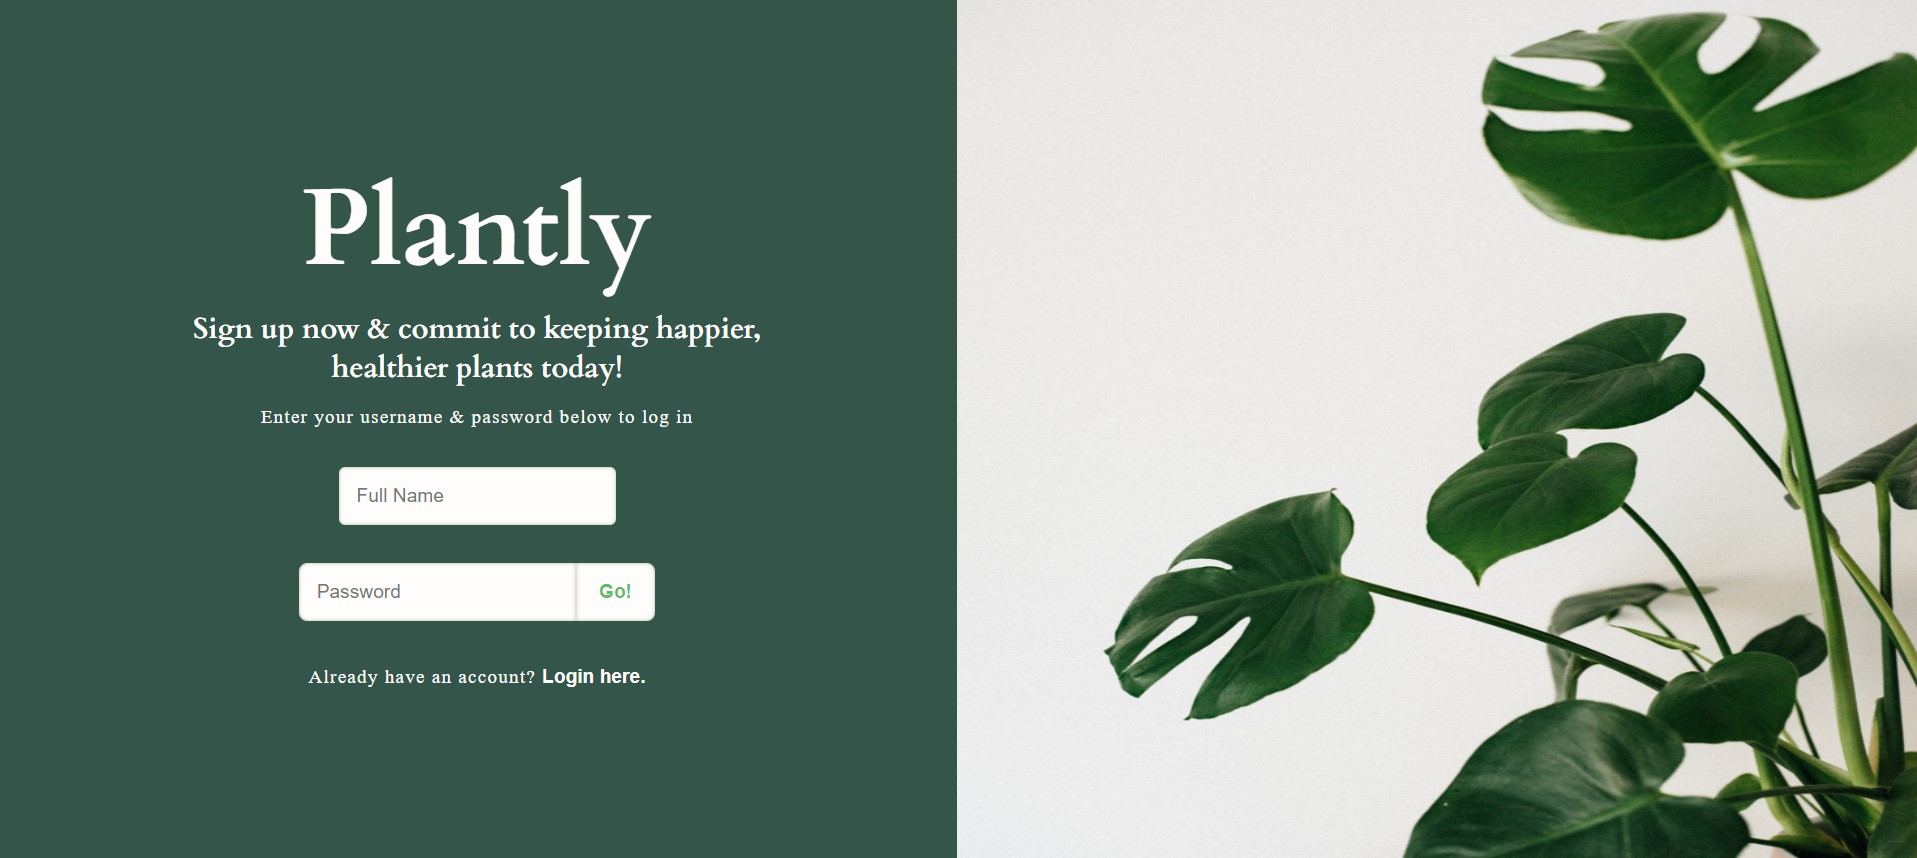 Plantly
Sign up now & commit to keeping happier,
healthier plants today!
Enter your username & password below to log in
Full Name
Password
Go!
Already have an account? Login here.